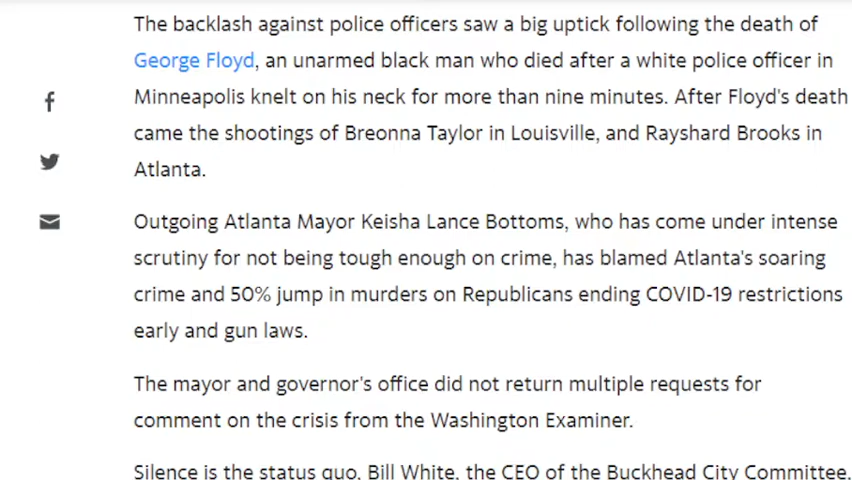 The backlash against police officers saw a big uptick following the death of
George Floyd, an unarmed black man who died after a white police officer in
Minneapolis knelt on his neck for more than nine minutes. After Floyd's death
came the shootings of Breonna Taylor in Louisville, and Rayshard Brooks in
Atlanta.
Outgoing Atlanta Mayor Keisha Lance Bottoms, who has come under intense
scrutiny for not being tough enough on crime, has blamed Atlanta's soaring
crime and 50% jump in murders on Republicans ending COVID-19 restrictions
early and gun laws.
The mayor and governor's office did not return multiple requests for
comment on the crisis from the Washington Examiner.
Silence is the status quo, Bill White, the CEO of the Buckhead City Committee,